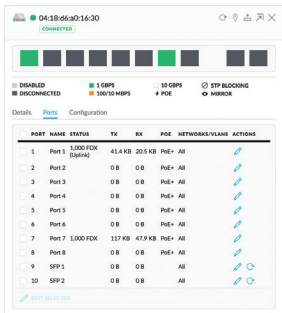 04:18:d6:a0:16:30
CONNECTED
DISABLED 1 GBPS 10 GBPS STP BLOCKING
DISCONNECTED 100/10 MBPS POE MIRROR
Details Ports Configuration
PORT NAME STATUS TX RX POE NETWORKS/VLANS ACTIONS
1 Port 1 1,000 FDX (Uplink) 41.4 KB 20.5 KB PoE+ All
2 Port 2 0 B 0 B PoE+ All
3 Port 3 0 B 0 B PoE+ All
4 Port 4 0 B 0 B PoE+ All
5 Port 5 0 B 0 B PoE+ All
6 Port 6 0 B 0 B PoE+ All
7 Port 7 1,000 FDX 117 KB 47.9 KB PoE+ All
8 Port 8 0 B 0 B PoE+ All
9 SFP 1 0 B 0 B All
10 SFP 2 0 B 0 B All
EDIT SELECTED